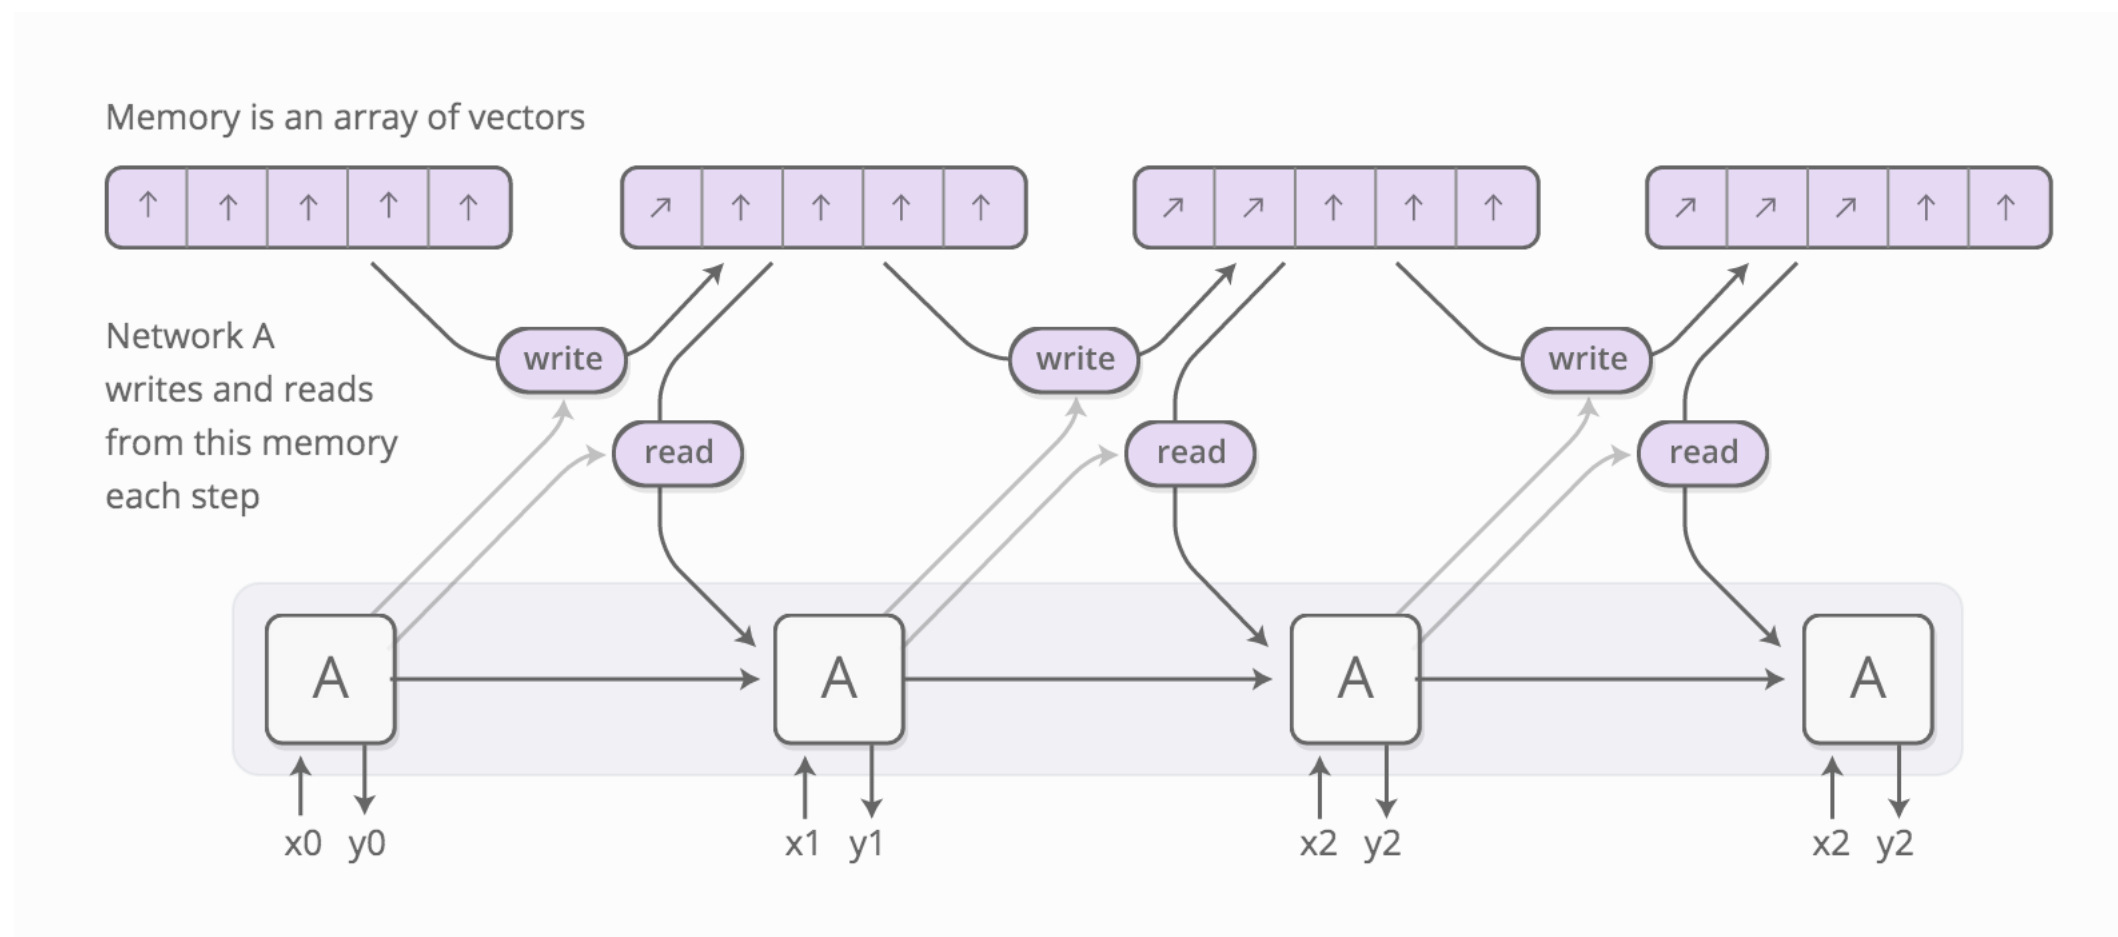 Memory is an array of vectors
Network A
writes and reads
from this memory
each step
write
write
write
read
read
read
A
A
A
A
x0 y0
x1 y1
x2 y2
x2 y2